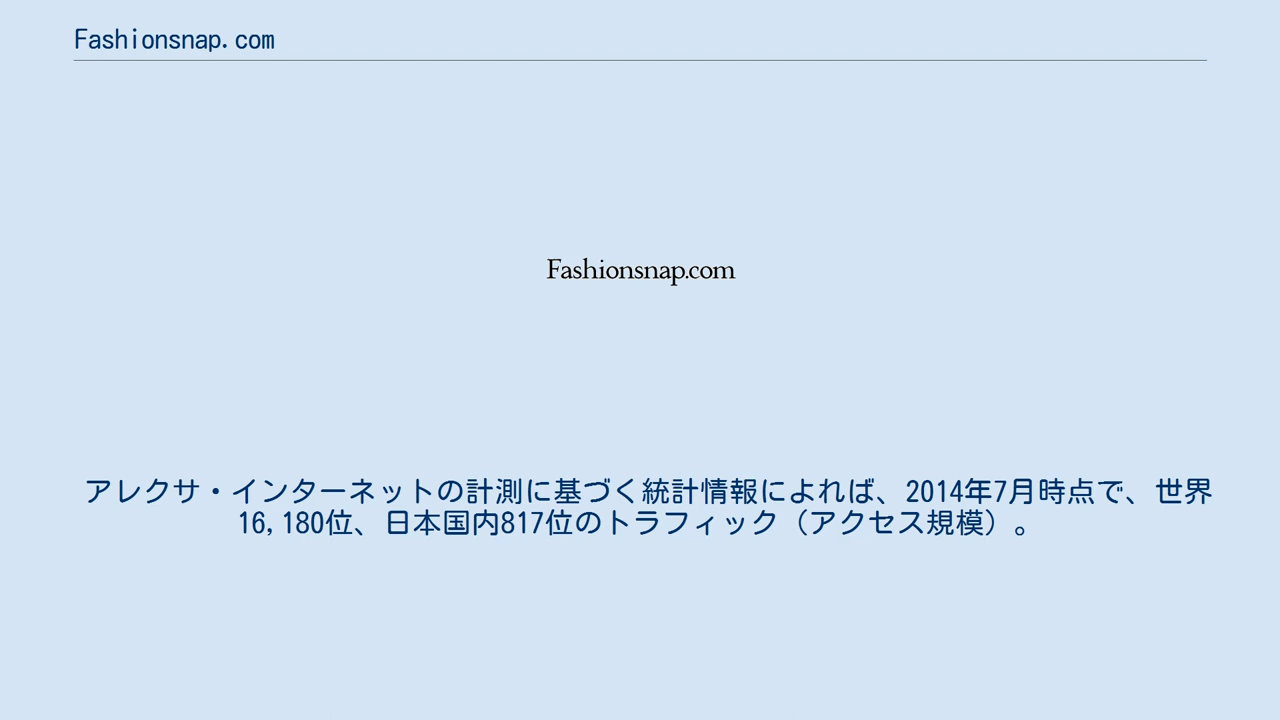 Fashionsnap.com
Fashionsnap.com
アレクサ・インターネットの計測に基づく統計情報によれば、2014年7月時点で、世界
16,180位、日本国内817位のトラフィック（アクセス規模）。